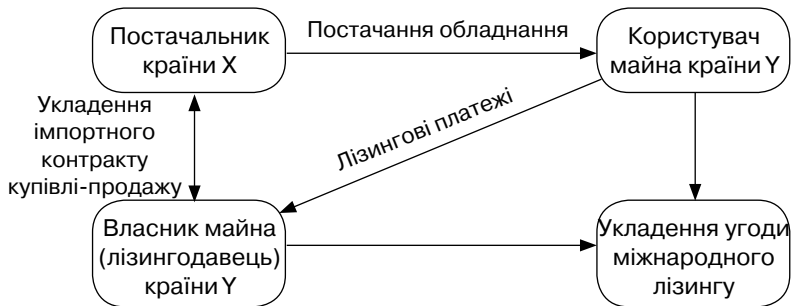 Постачальник
країни X
Постачання обладнання
Користувач
майна країни Y
Укладення
імпортного
контракту
купівлі-продажу
Лізингові платежі
Власник майна
(лізингодавець)
країни Y
Укладення угоди
міжнародного
лізингу